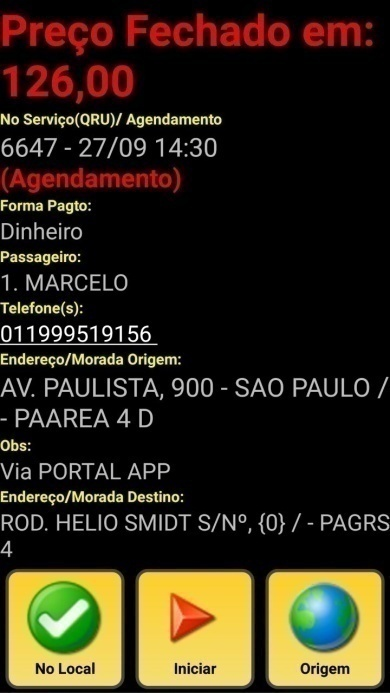 Preço Fechado em:
126,00
No Serviço(QRU)/ Agendamento
6647 - 27/09 14:30
(Agendamento)
Forma Pagto:
Dinheiro
Passageiro:
1. MARCELO
Telefone(s):
011999519156
Endereço/Morada Origem:
AV. PAULISTA, 900 - SAO PAULO /
- PAAREA 4 D
Obs:
Via PORTAL APP
Endereço/Morada Destino:
ROD. HELIO SMIDT S/Nº, {0} / - PAGRS
4
No Local
Iniciar
Origem